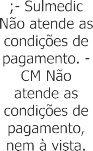 ;- Sulmedic
Não atende as
condições de
pagamento. -
CM Não
atende as
condições de
pagamento,
nem à vista.